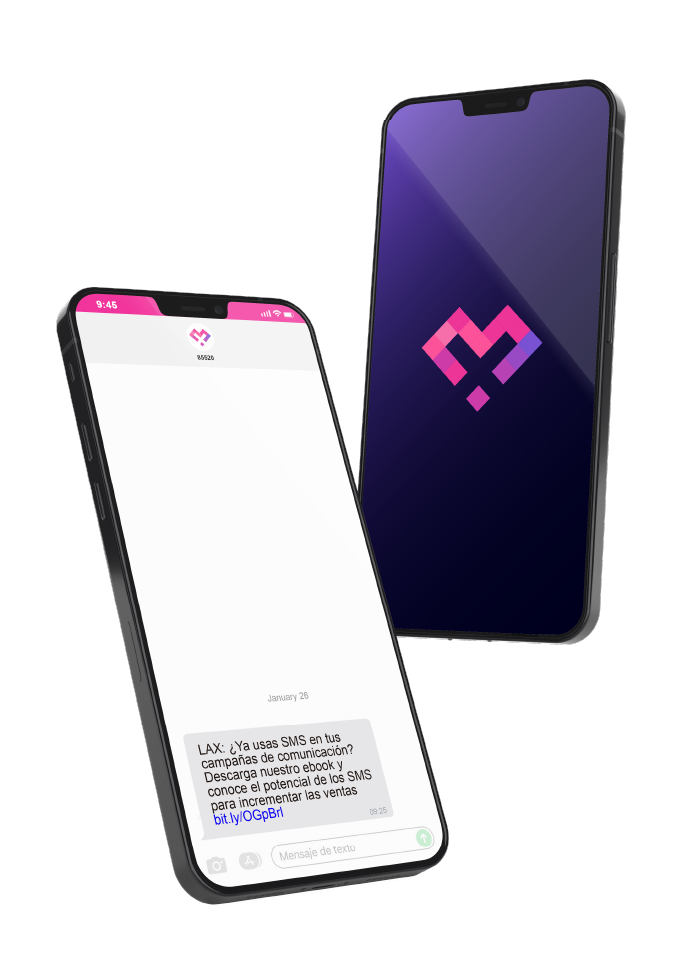 9:45
85526
January 26
LAX: ¿Ya usas SMS en tus
campañas de comunicación?
Descarga nuestro ebook y
conoce el potencial de los SMS
para incrementar las ventas
bit.ly/OGpBrl
09:25
Mensaje de texto